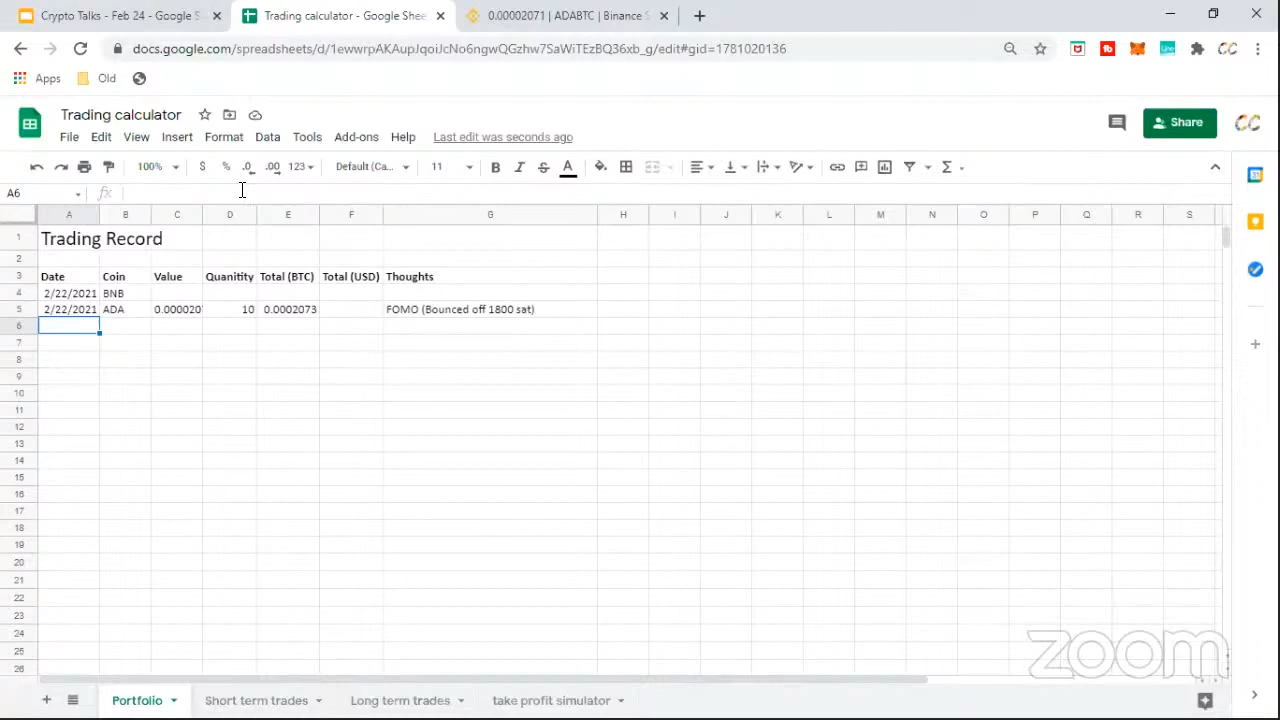 Crypto Talks - Feb 24 - Google S
Trading calculator - Google Shee
0.00002071 | ADABTC | Binance S
docs.google.com/spreadsheets/d/1ewwrpAKAupJqoiJcNo6ngwQGzhw7SaWiTEzBQ36xb_g/edit#gid=1781020136
Apps Old
Trading calculator
File Edit View Insert Format Data Tools Add-ons Help Last edit was seconds ago
Share
100% $ % .0 .00 123 Default (Ca... 11 B I S A
A6 fx
A B C D E F G H I J K L M N O P Q R S
1 Trading Record
2
3 Date Coin Value Quanitity Total (BTC) Total (USD) Thoughts
4 2/22/2021 BNB
5 2/22/2021 ADA 0.000020 10 0.0002073 FOMO (Bounced off 1800 sat)
6
7
8
9
10
11
12
13
14
15
16
17
18
19
20
21
22
23
24
25
26
zoom
Portfolio Short term trades Long term trades take profit simulator